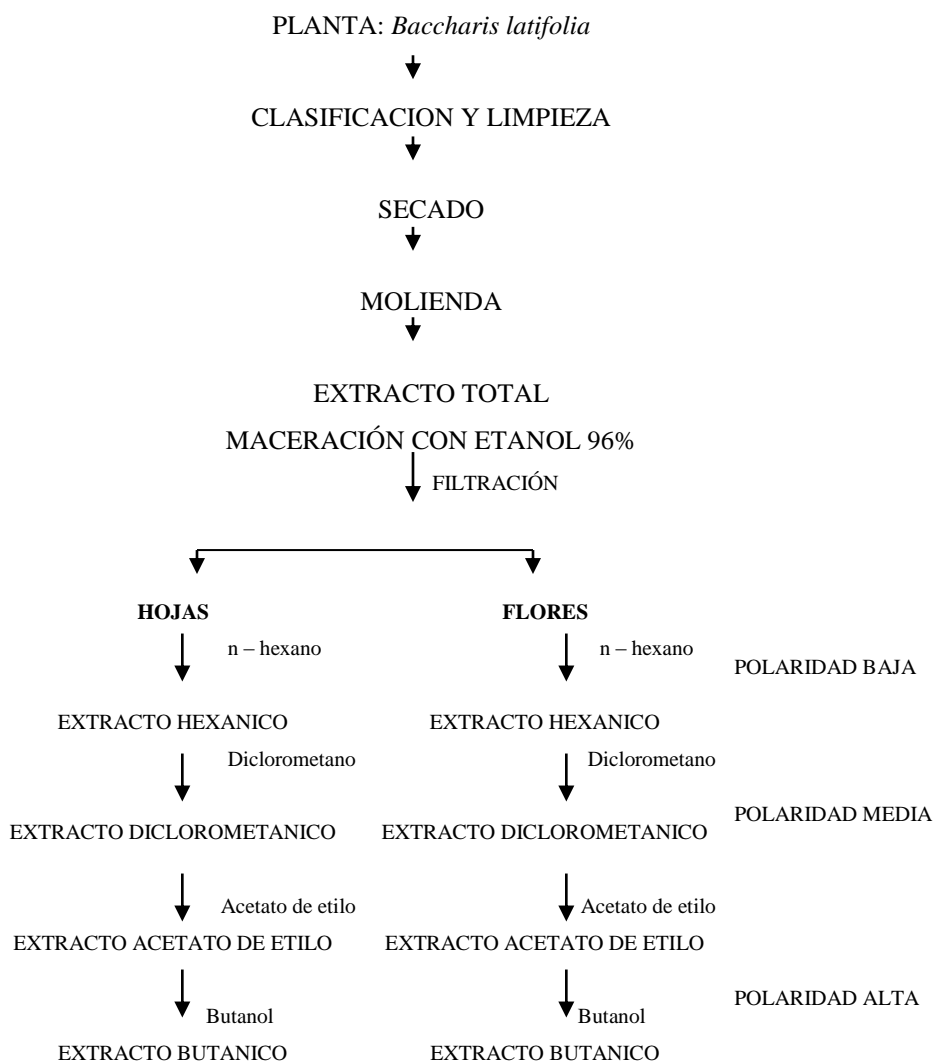 PLANTA: Baccharis latifolia
CLASIFICACION Y LIMPIEZA
SECADO
MOLIENDA
EXTRACTO TOTAL
MACERACIÓN CON ETANOL 96%
FILTRACIÓN
HOJAS FLORES
n – hexano n – hexano
POLARIDAD BAJA
EXTRACTO HEXANICO EXTRACTO HEXANICO
Diclorometano Diclorometano
POLARIDAD MEDIA
EXTRACTO DICLOROMETANICO EXTRACTO DICLOROMETANICO
Acetato de etilo Acetato de etilo
EXTRACTO ACETATO DE ETILO EXTRACTO ACETATO DE ETILO
POLARIDAD ALTA
Butanol Butanol
EXTRACTO BUTANICO EXTRACTO BUTANICO